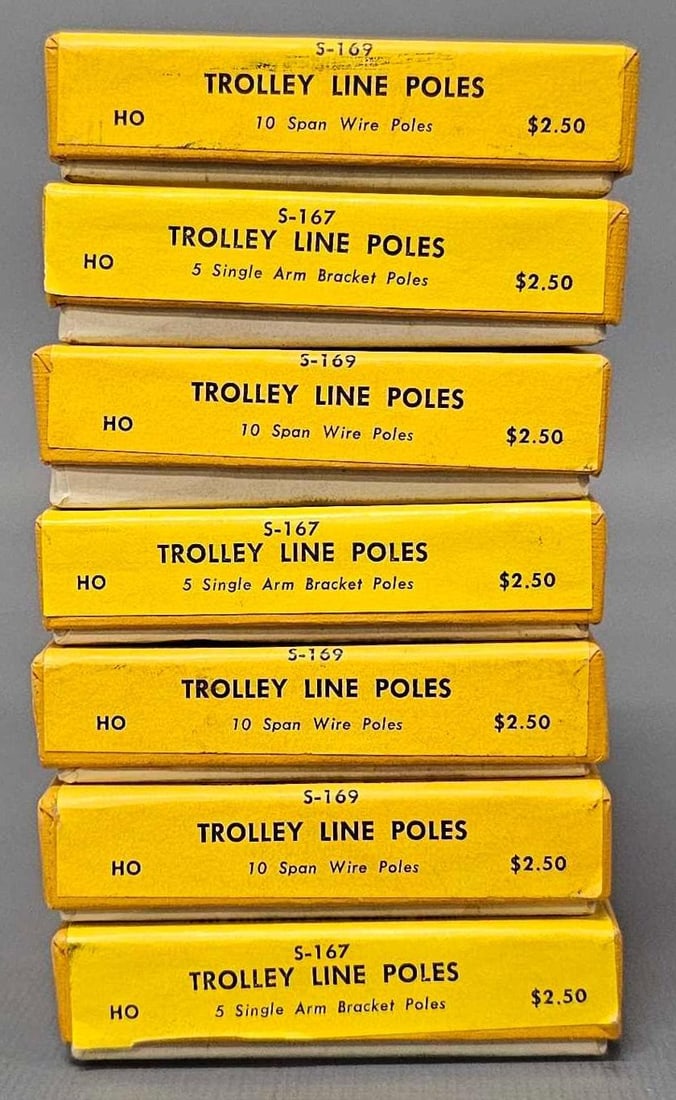 S-169
TROLLEY LINE POLES
HO 10 Span Wire Poles $2.50
S-167
TROLLEY LINE POLES
HO 5 Single Arm Bracket Poles $2.50
S-169
TROLLEY LINE POLES
HO 10 Span Wire Poles $2.50
S-167
TROLLEY LINE POLES
HO 5 Single Arm Bracket Poles $2.50
S-169
TROLLEY LINE POLES
HO 10 Span Wire Poles $2.50
S-169
TROLLEY LINE POLES
HO 10 Span Wire Poles $2.50
S-167
TROLLEY LINE POLES
HO 5 Single Arm Bracket Poles $2.50